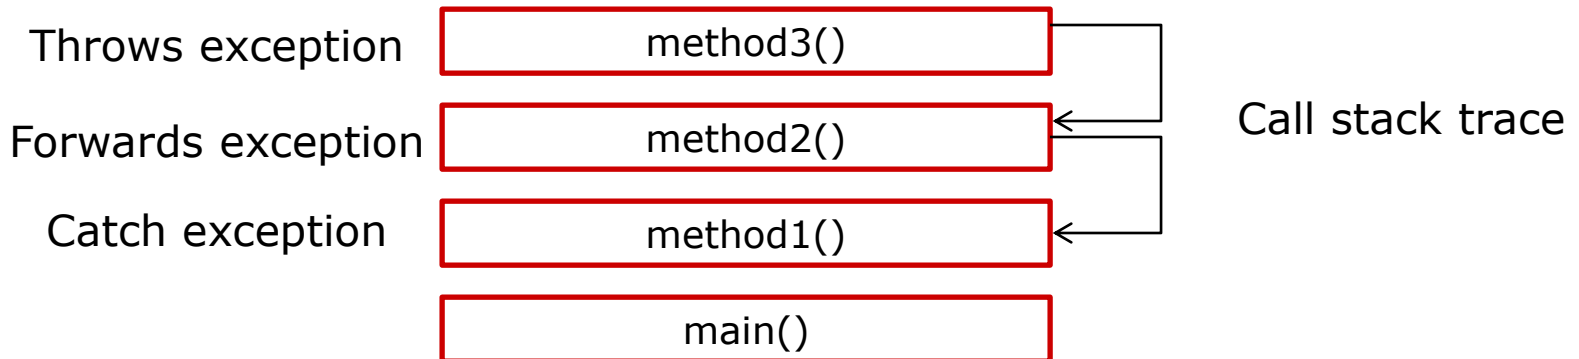 Throws exception
method3()
Forwards exception
method2()
Call stack trace
Catch exception
method1()
main()